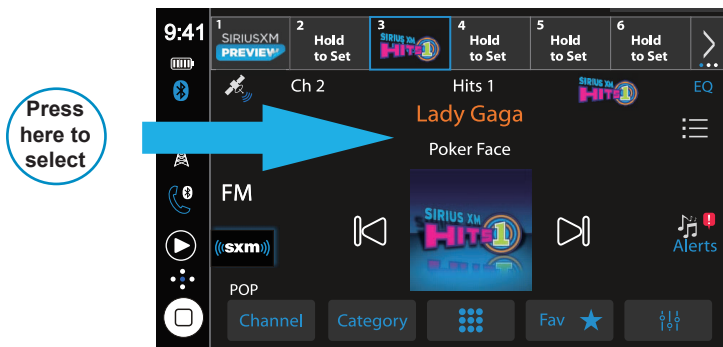 Press
here to
select
9:41
1
SIRIUSXM
PREVIEW
2
Hold
to Set
3
SIRIUS XM
HITS 1
4
Hold
to Set
5
Hold
to Set
6
Hold
to Set
Ch 2
Hits 1
SIRIUS XM
HITS 1
EQ
Lady Gaga
Poker Face
FM
SIRIUS XM
HITS 1
((sxm))
Alerts
POP
Channel
Category
Fav